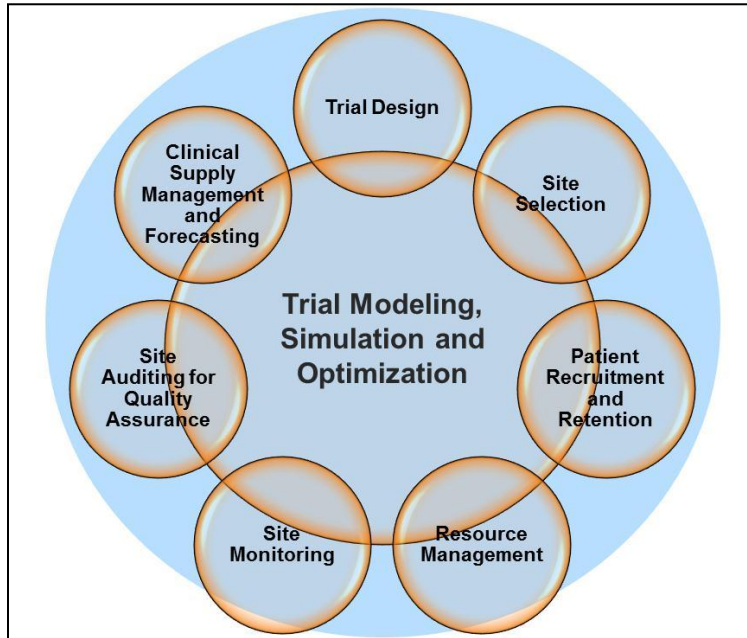 Trial Design
Clinical
Supply
Management
and
Forecasting
Site
Selection
Trial Modeling,
Simulation and
Optimization
Site
Auditing for
Quality
Assurance
Patient
Recruitment
and
Retention
Site
Monitoring
Resource
Management